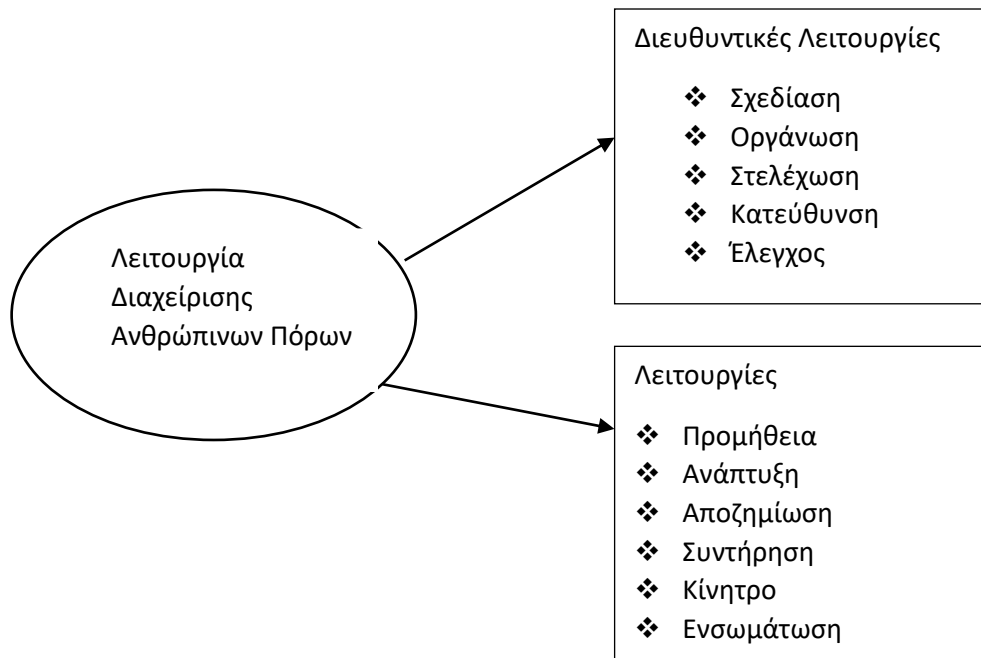 Λειτουργία
Διαχείρισης
Ανθρώπινων Πόρων
Διευθυντικές Λειτουργίες
❖ Σχεδίαση
❖ Οργάνωση
❖ Στελέχωση
❖ Κατεύθυνση
❖ Έλεγχος
Λειτουργίες
❖ Προμήθεια
❖ Ανάπτυξη
❖ Αποζημίωση
❖ Συντήρηση
❖ Κίνητρο
❖ Ενσωμάτωση